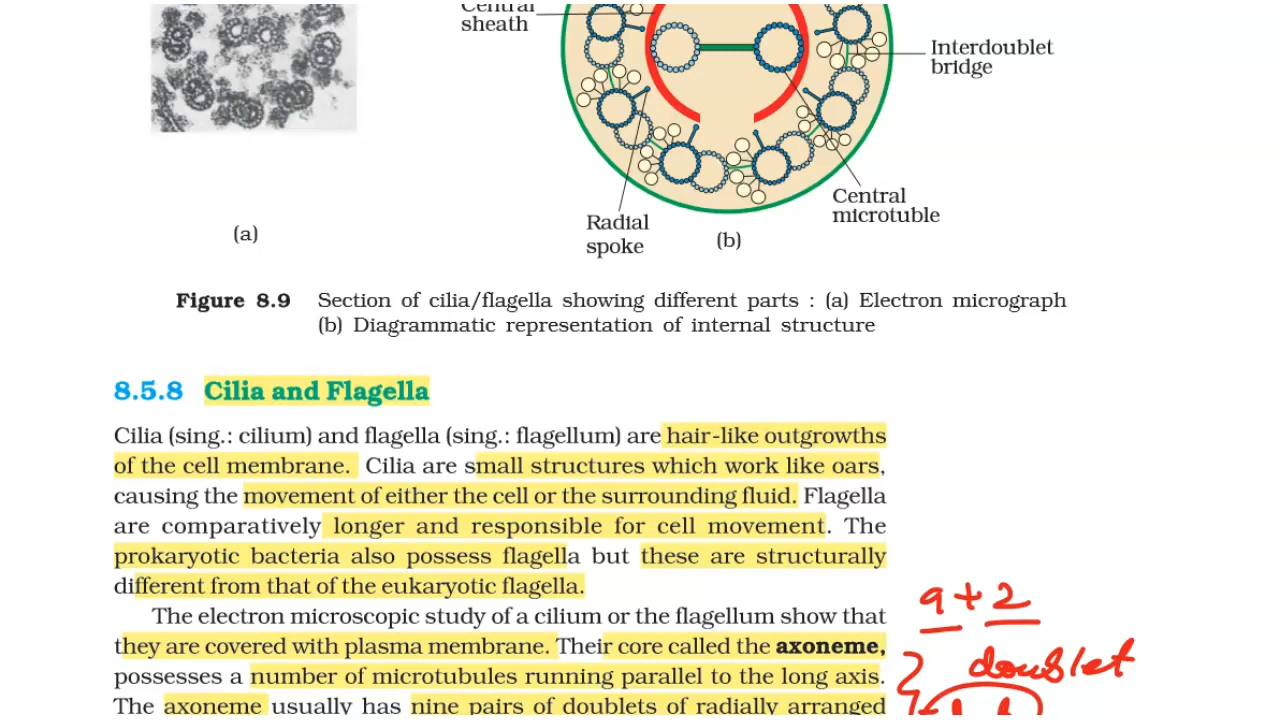 Central
sheath
Interdoublet
bridge
Central
microtuble
Radial
spoke
(a)
(b)
Figure 8.9 Section of cilia/flagella showing different parts : (a) Electron micrograph
(b) Diagrammatic representation of internal structure
8.5.8 Cilia and Flagella
Cilia (sing.: cilium) and flagella (sing.: flagellum) are hair-like outgrowths
of the cell membrane. Cilia are small structures which work like oars,
causing the movement of either the cell or the surrounding fluid. Flagella
are comparatively longer and responsible for cell movement. The
prokaryotic bacteria also possess flagella but these are structurally
different from that of the eukaryotic flagella.
9+2
The electron microscopic study of a cilium or the flagellum show that
they are covered with plasma membrane. Their core called the axoneme,
doublet
possesses a number of microtubules running parallel to the long axis.
The axoneme usually has nine pairs of doublets of radially arranged